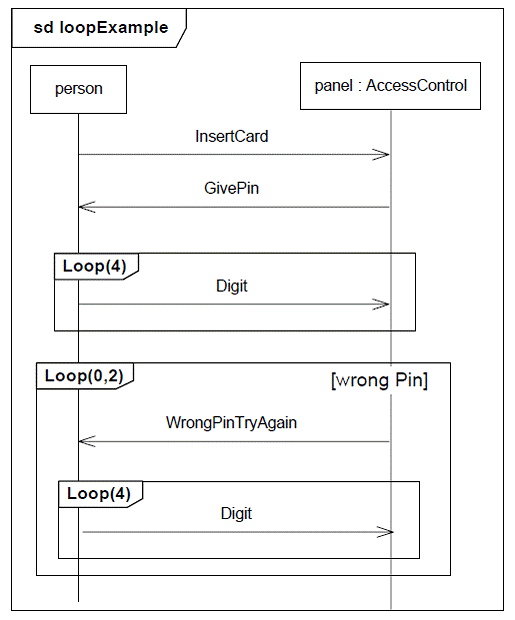 sd loopExample
person
panel : AccessControl
InsertCard
GivePin
Loop(4)
Digit
Loop(0,2)
[wrong Pin]
WrongPinTryAgain
Loop(4)
Digit